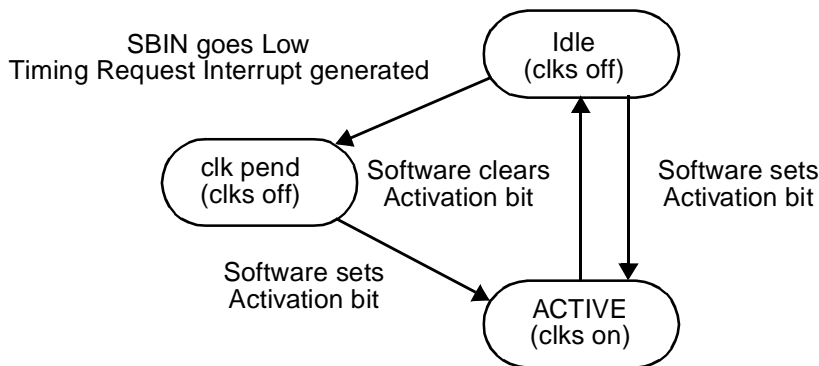 SBIN goes Low
Timing Request Interrupt generated
Idle
(clks off)
clk pend
(clks off)
Software clears
Activation bit
Software sets
Activation bit
Software sets
Activation bit
ACTIVE
(clks on)